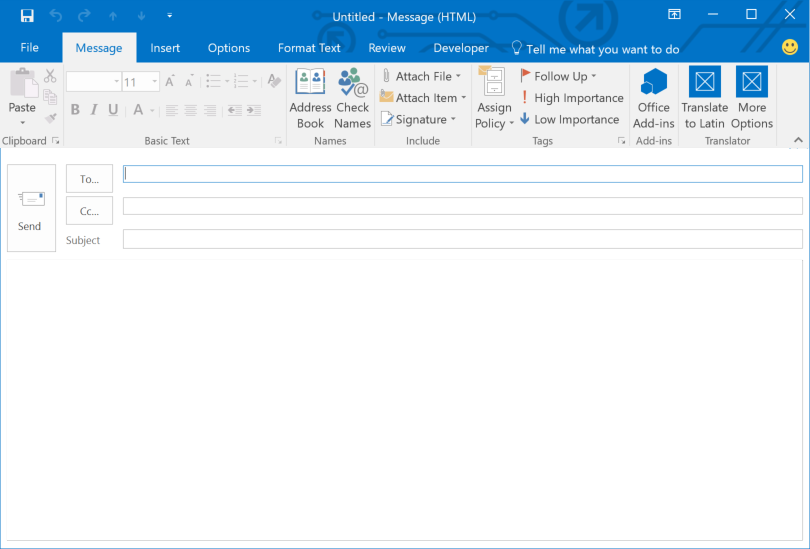 Untitled - Message (HTML)
File Message Insert Options Format Text Review Developer Tell me what you want to do
Paste
11
B I U A
Clipboard
Basic Text
Address Book
Check Names
Names
Attach File
Attach Item
Signature
Include
Assign Policy
Follow Up
High Importance
Low Importance
Tags
Office Add-ins
Add-ins
Translate to Latin
More Options
Translator
Send
To...
Cc...
Subject